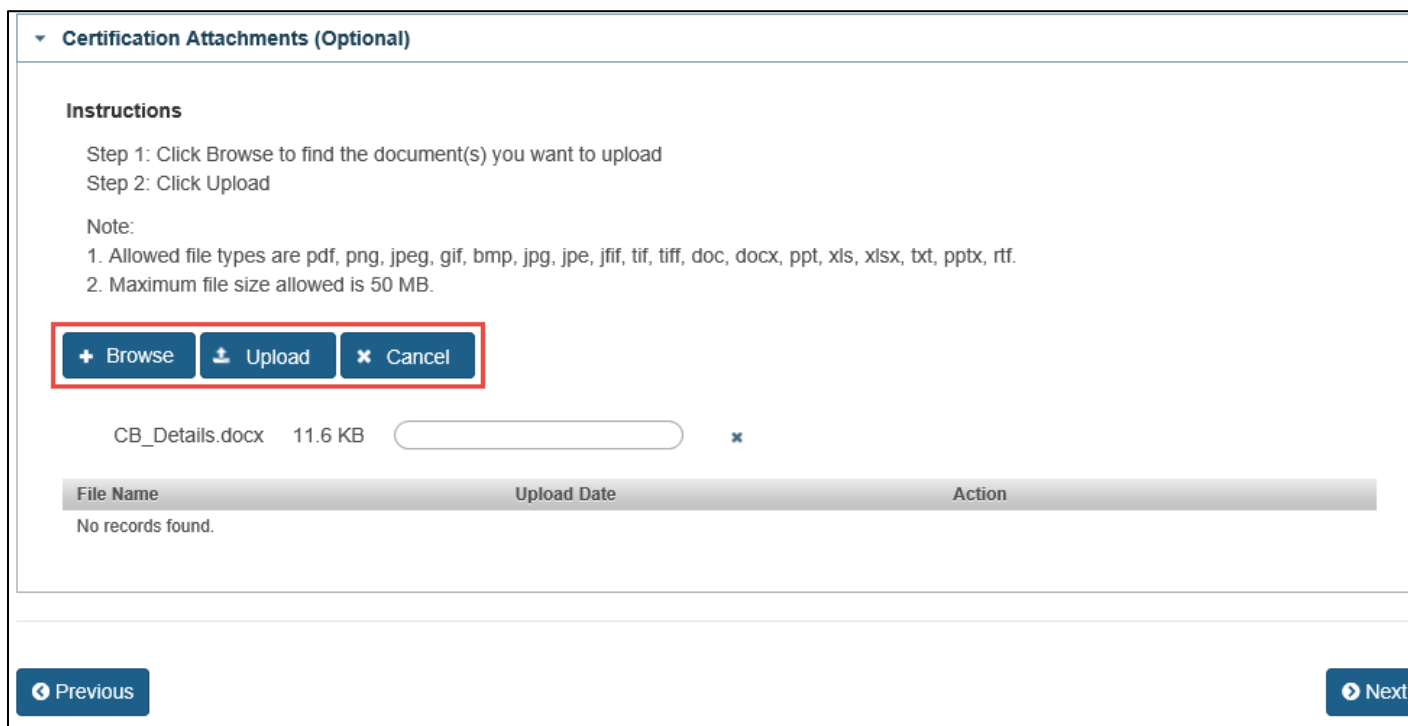 Certification Attachments (Optional)
Instructions
Step 1: Click Browse to find the document(s) you want to upload
Step 2: Click Upload
Note:
1. Allowed file types are pdf, png, jpeg, gif, bmp, jpg, jpe, jfif, tif, tiff, doc, docx, ppt, xls, xlsx, txt, pptx, rtf.
2. Maximum file size allowed is 50 MB.
Browse Upload Cancel
CB_Details.docx 11.6 KB
File Name Upload Date Action
No records found.
Previous Next